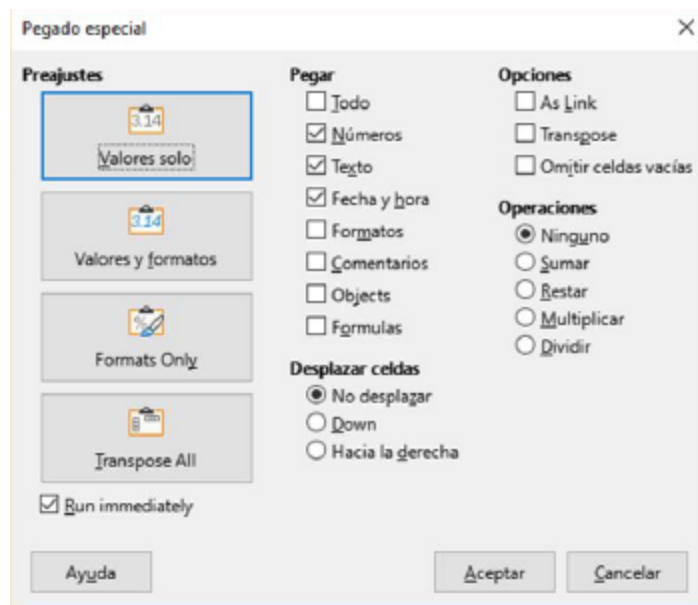 Pegado especial
Preajustes
3.14
Valores solo
3.14
Valores y formatos
%
Formats Only
Transpose All
Run immediately
Pegar
Todo
Números
Texto
Fecha y hora
Formatos
Comentarios
Objects
Formulas
Desplazar celdas
No desplazar
Down
Hacia la derecha
Opciones
As Link
Transpose
Omitir celdas vacías
Operaciones
Ninguno
Sumar
Restar
Multiplicar
Dividir
Ayuda
Aceptar
Cancelar